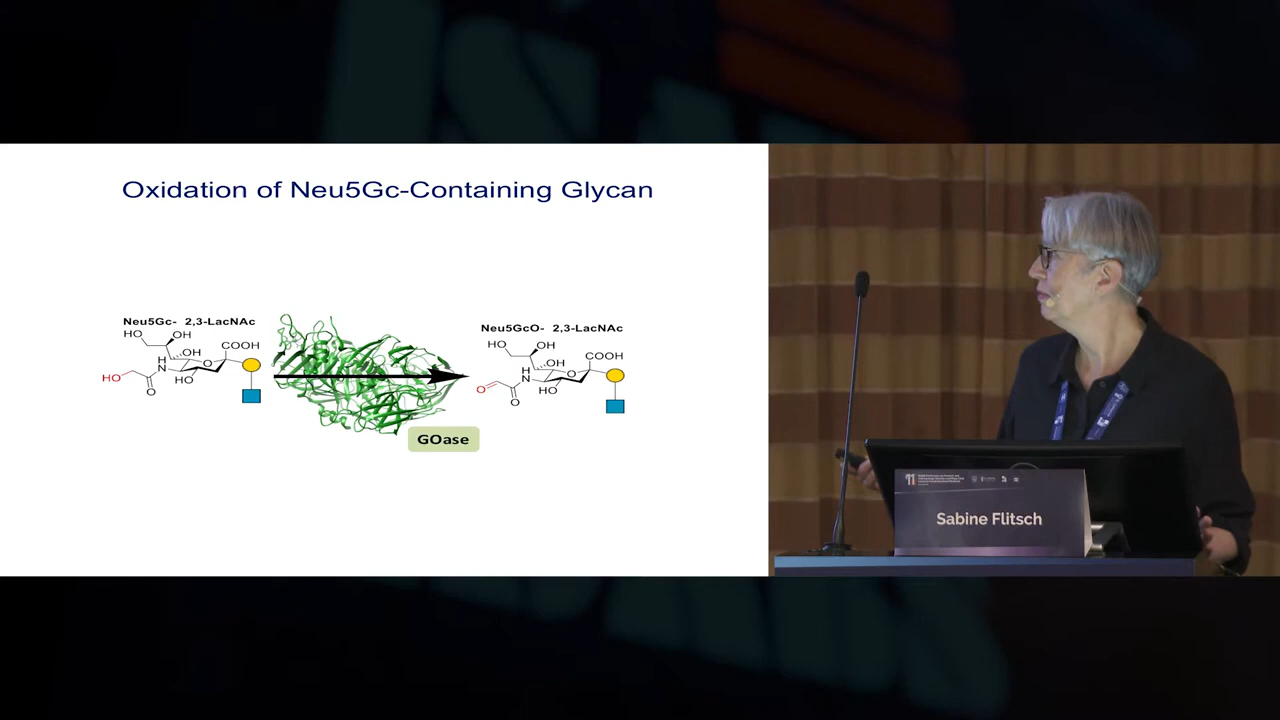 Oxidation of Neu5Gc-Containing Glycan
Neu5Gc- 2,3-LacNAc
HO
OH
OH
COOH
O
H
N
HO
HO
O
GOase
Neu5GcO- 2,3-LacNAc
HO
OH
OH
COOH
O
H
N
O
HO
O
11
Sabine Flitsch